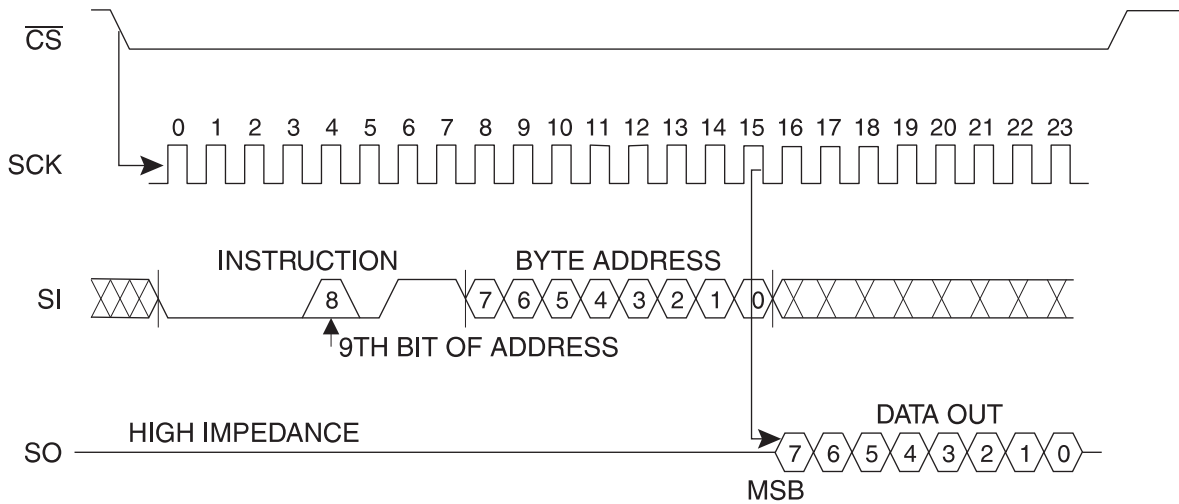 CS
0 1 2 3 4 5 6 7 8 9 10 11 12 13 14 15 16 17 18 19 20 21 22 23
SCK
INSTRUCTION BYTE ADDRESS
SI 8 7 6 5 4 3 2 1 0
9TH BIT OF ADDRESS
DATA OUT
HIGH IMPEDANCE
SO 7 6 5 4 3 2 1 0
MSB